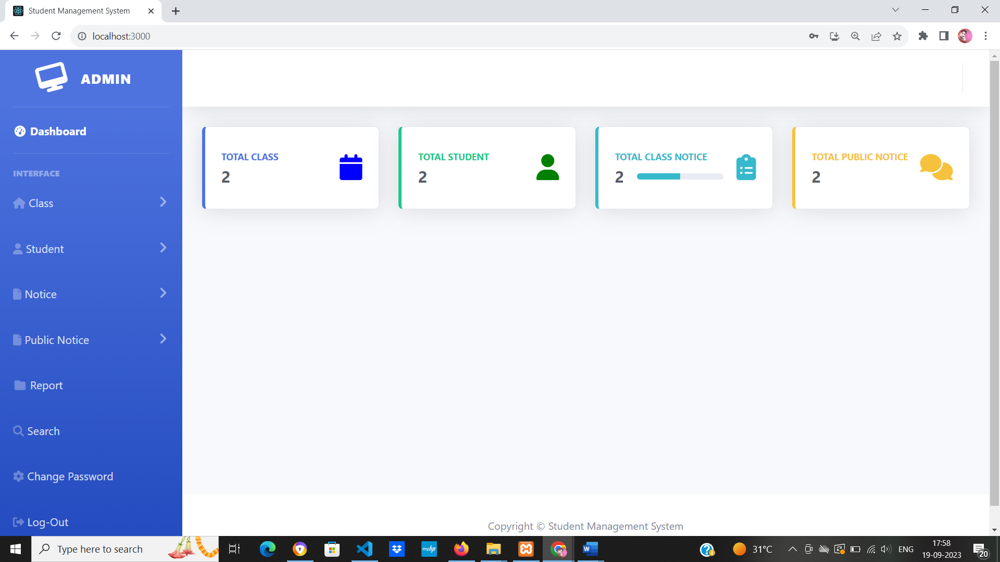 Student Management System
localhost:3000
ADMIN
Dashboard
INTERFACE
Class
Student
Notice
Public Notice
Report
Search
Change Password
Log-Out
TOTAL CLASS
2
TOTAL STUDENT
2
TOTAL CLASS NOTICE
2
TOTAL PUBLIC NOTICE
2
Copyright © Student Management System
Type here to search
myhp
W
31°C
ENG
17:58
19-09-2023
20